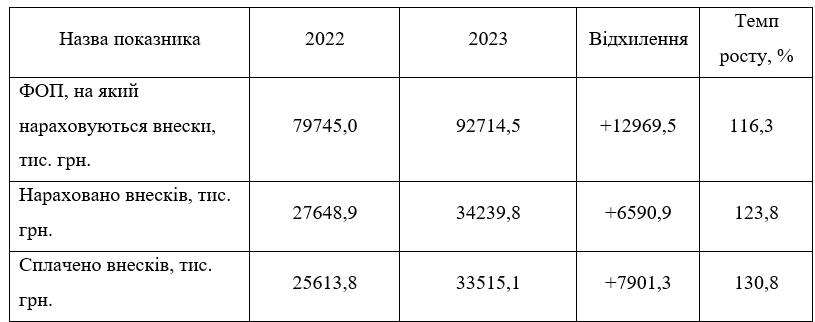 Назва показника 2022 2023 Відхилення Темп
росту, %
ФОП, на який
нараховуються внески,
тис. грн. 79745,0 92714,5 +12969,5 116,3
Нараховано внесків, тис.
грн. 27648,9 34239,8 +6590,9 123,8
Сплачено внесків, тис.
грн. 25613,8 33515,1 +7901,3 130,8